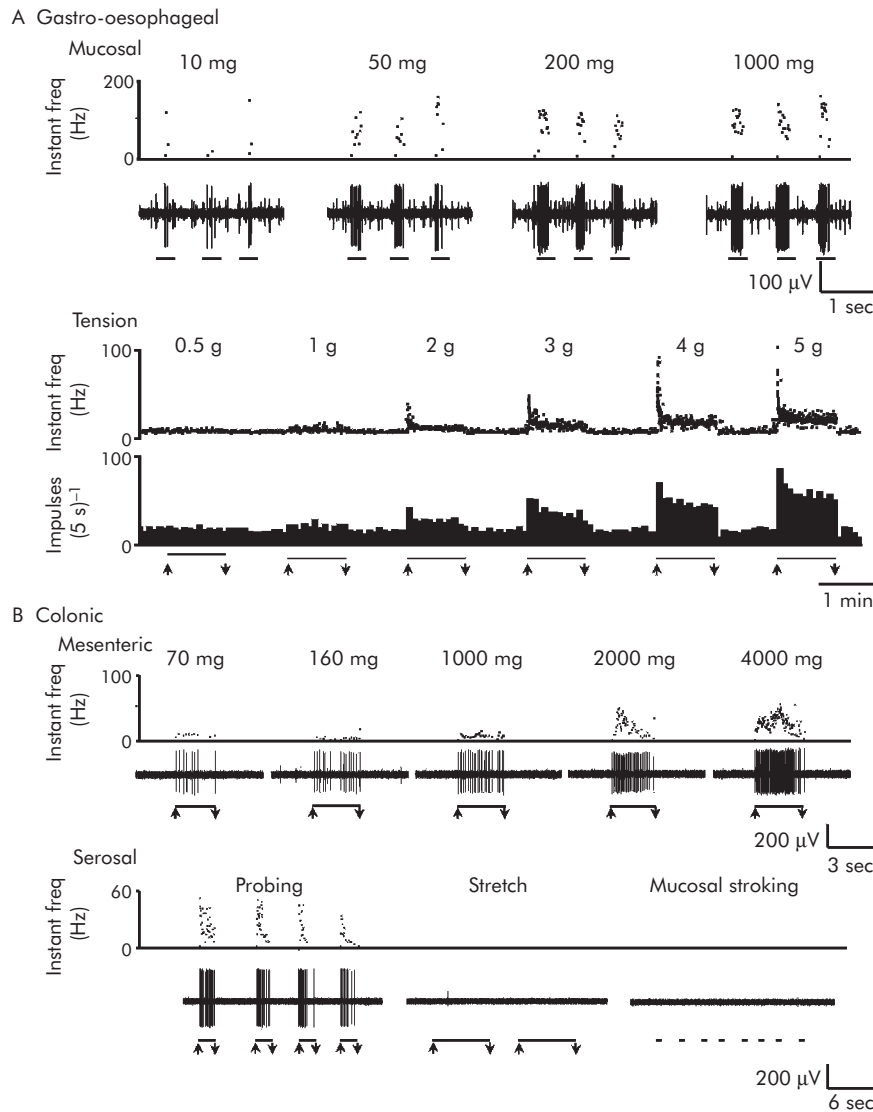 A Gastro-oesophageal
Mucosal
10 mg 50 mg 200 mg 1000 mg
Instant freq
(Hz)
200
0
100 µV
1 sec
Tension
0.5 g 1 g 2 g 3 g 4 g 5 g
Instant freq
(Hz)
100
0
Impulses
(5 s)–1
100
0
1 min
B Colonic
Mesenteric
70 mg 160 mg 1000 mg 2000 mg 4000 mg
Instant freq
(Hz)
100
0
200 µV
3 sec
Serosal
Probing Stretch Mucosal stroking
Instant freq
(Hz)
60
0
200 µV
6 sec